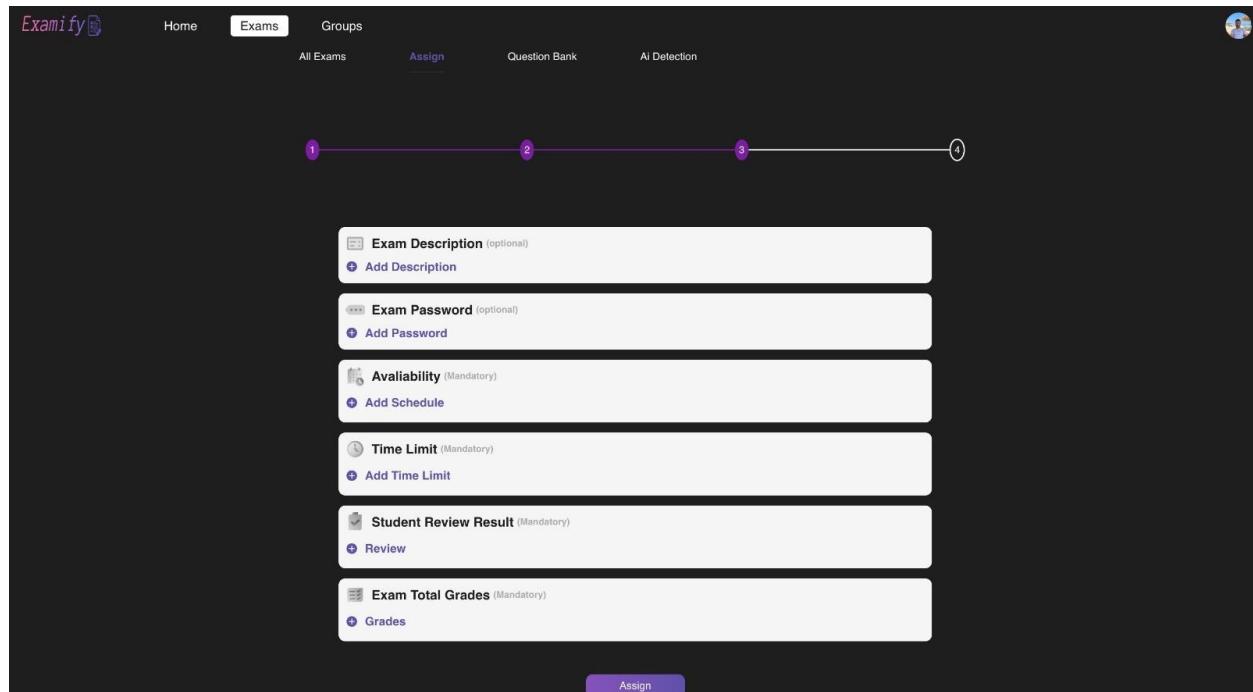 Examify
Home Exams Groups
All Exams Assign Question Bank Ai Detection
1 2 3 4
Exam Description (optional)
Add Description
Exam Password (optional)
Add Password
Avaliability (Mandatory)
Add Schedule
Time Limit (Mandatory)
Add Time Limit
Student Review Result (Mandatory)
Review
Exam Total Grades (Mandatory)
Grades
Assign